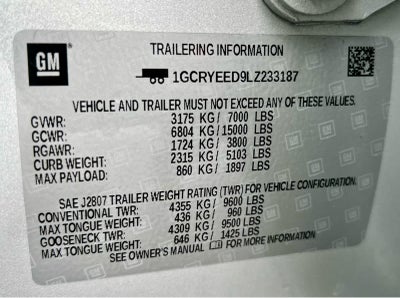 GM
TRAILERING INFORMATION
1GCRYEED9LZ233187
VEHICLE AND TRAILER MUST NOT EXCEED ANY OF THESE VALUES.
GVWR: 3175 KG / 7000 LBS
GCWR: 6804 KG / 15000 LBS
RGAWR: 1724 KG / 3800 LBS
CURB WEIGHT: 2315 KG / 5103 LBS
MAX PAYLOAD: 860 KG / 1897 LBS
SAE J2807 TRAILER WEIGHT RATING (TWR) FOR VEHICLE CONFIGURATION.
CONVENTIONAL TWR: 4355 KG / 9600 LBS
MAX TONGUE WEIGHT: 436 KG / 960 LBS
GOOSENECK TWR: 4309 KG / 9500 LBS
MAX TONGUE WEIGHT: 646 KG / 1425 LBS
SEE OWNER'S MANUAL FOR MORE INFORMATION